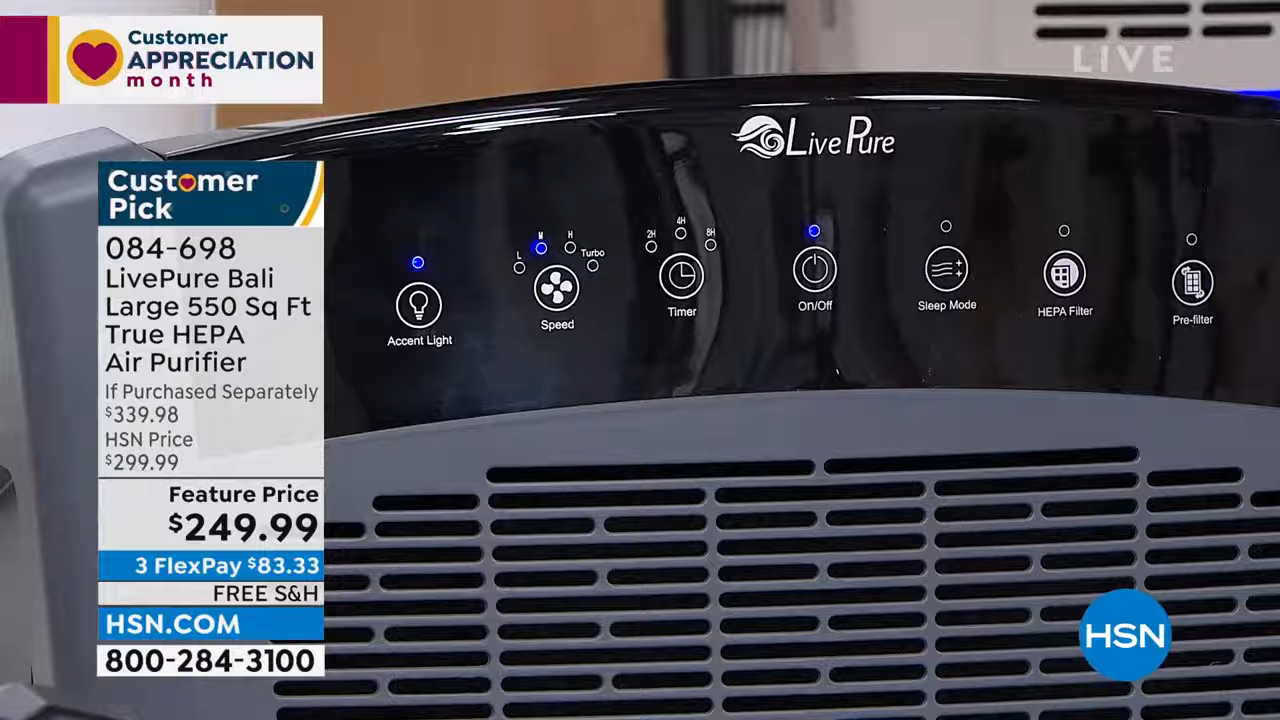 Customer
APPRECIATION
month
LIVE
LivePure
Customer
Pick
084-698
LivePure Bali
Large 550 Sq Ft
True HEPA
Air Purifier
If Purchased Separately
$339.98
HSN Price
$299.99
Feature Price
$249.99
3 FlexPay $83.33
FREE S&H
HSN.COM
800-284-3100
L
M
H
Turbo
2H
4H
8H
Accent Light
Speed
Timer
On/Off
Sleep Mode
HEPA Filter
Pre-filter
HSN